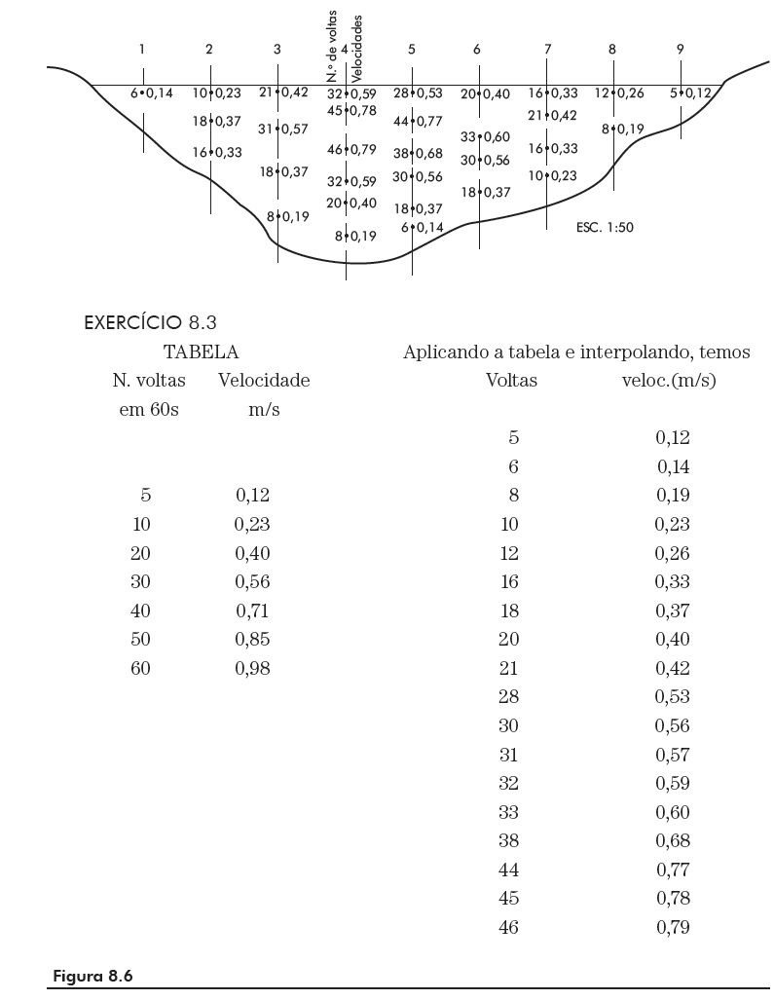 1 2 3 4 5 6 7 8 9
N.º de voltas
Velocidades
6 0,14 10 0,23 21 0,42 32 0,59 28 0,53 20 0,40 16 0,33 12 0,26 5 0,12
45 0,78
21 0,42
18 0,37 44 0,77
31 0,57 8 0,19
33 0,60
16 0,33 46 0,79 38 0,68 16 0,33
30 0,56
18 0,37 32 0,59 30 0,56 10 0,23
18 0,37
20 0,40
8 0,19 18 0,37
8 0,19 6 0,14 ESC. 1:50
EXERCÍCIO 8.3
TABELA
N. voltas Velocidade
em 60s m/s
5 0,12
10 0,23
20 0,40
30 0,56
40 0,71
50 0,85
60 0,98
Aplicando a tabela e interpolando, temos
Voltas veloc.(m/s)
5 0,12
6 0,14
8 0,19
10 0,23
12 0,26
16 0,33
18 0,37
20 0,40
21 0,42
28 0,53
30 0,56
31 0,57
32 0,59
33 0,60
38 0,68
44 0,77
45 0,78
46 0,79
Figura 8.6